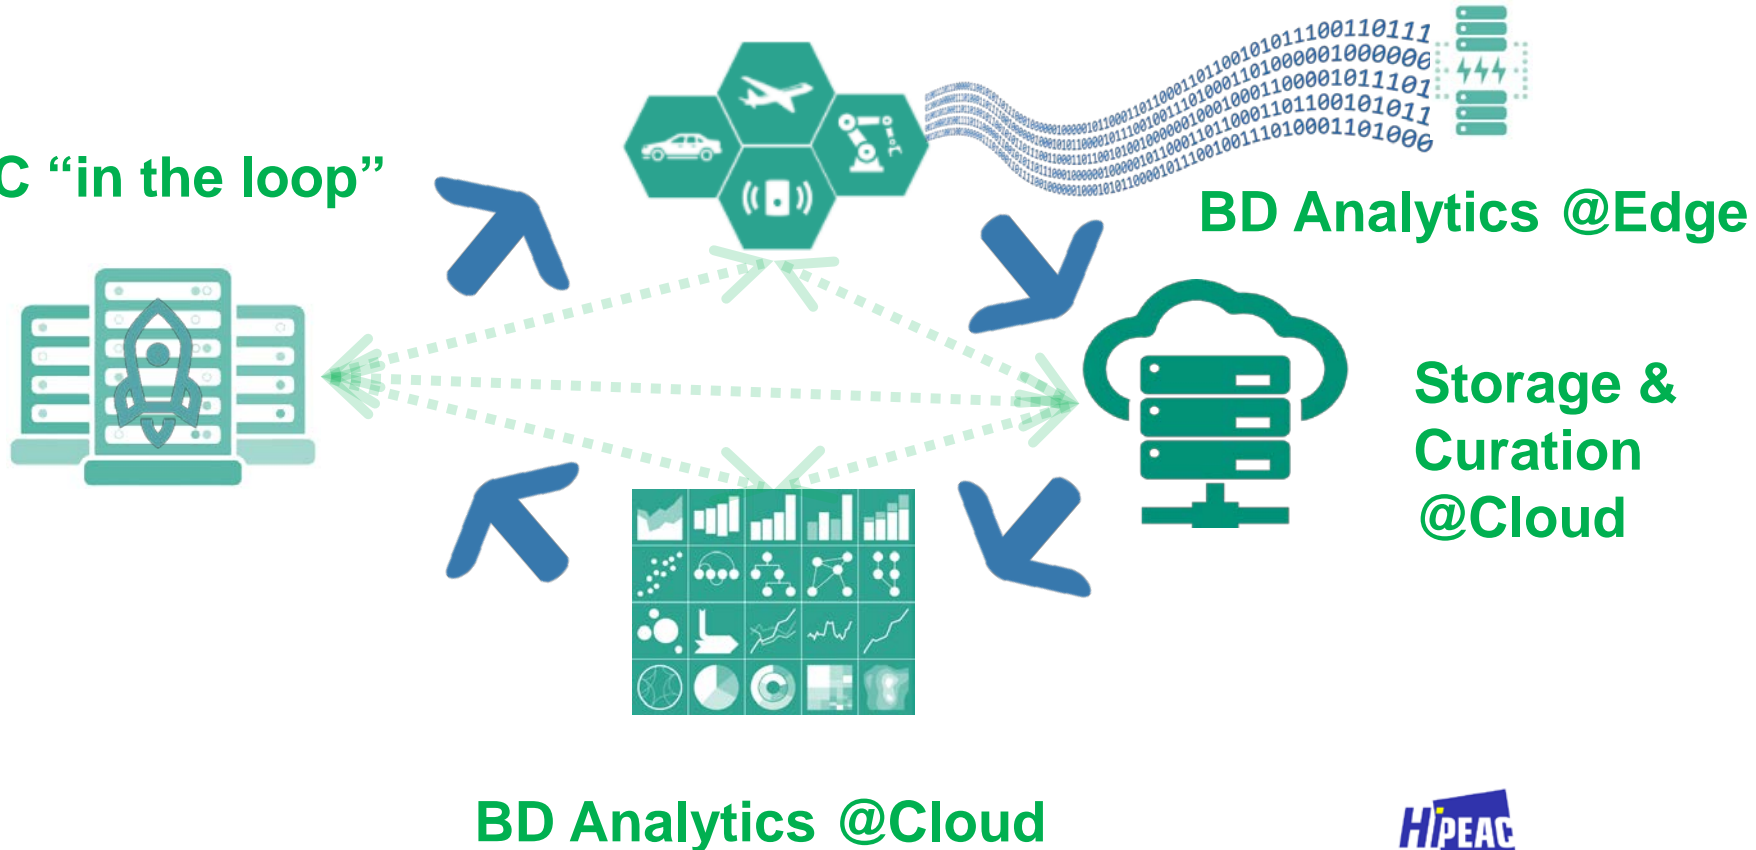 C “in the loop”
BD Analytics @Edge
Storage &
Curation
@Cloud
BD Analytics @Cloud
HiPEAC